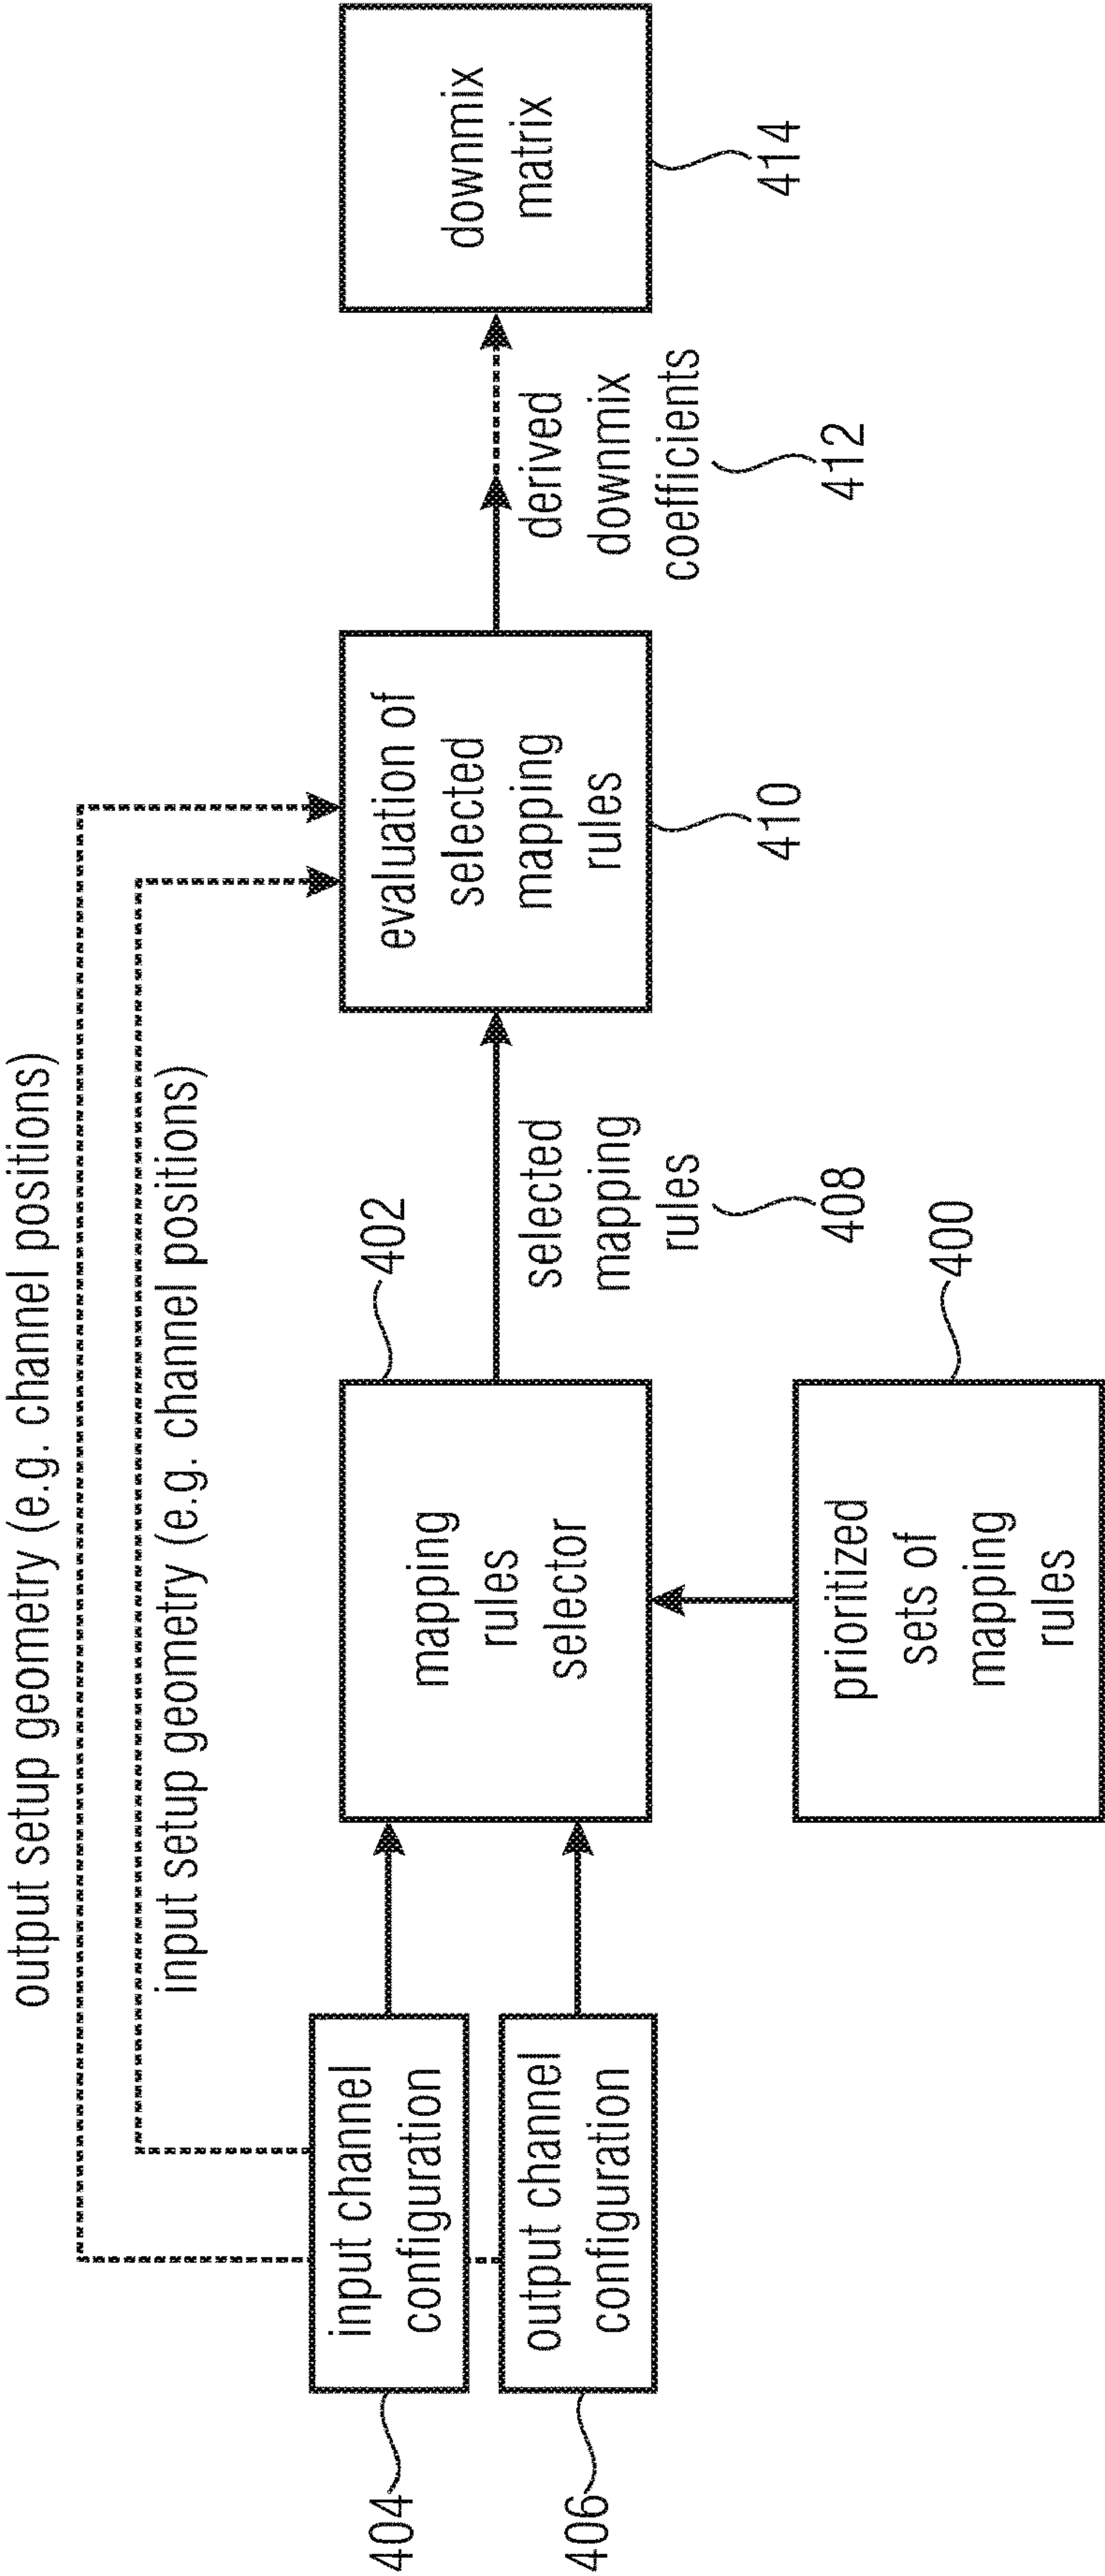 output setup geometry (e.g. channel positions)
input setup geometry (e.g. channel positions)
404
input channel
configuration
406
output channel
configuration
402
mapping
rules
selector
400
prioritized
sets of
mapping
rules
selected
mapping
rules
408
evaluation of
selected
mapping
rules
410
derived
downmix
coefficients
412
downmix
matrix
414